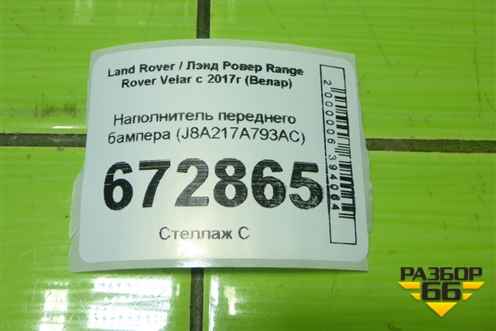 Land Rover / Лэнд Ровер Range
Rover Velar с 2017г (Велар)
Наполнитель переднего
бампера (J8A217A793AC)
672865
Стеллаж С
2000006394064
РАЗБОР
66